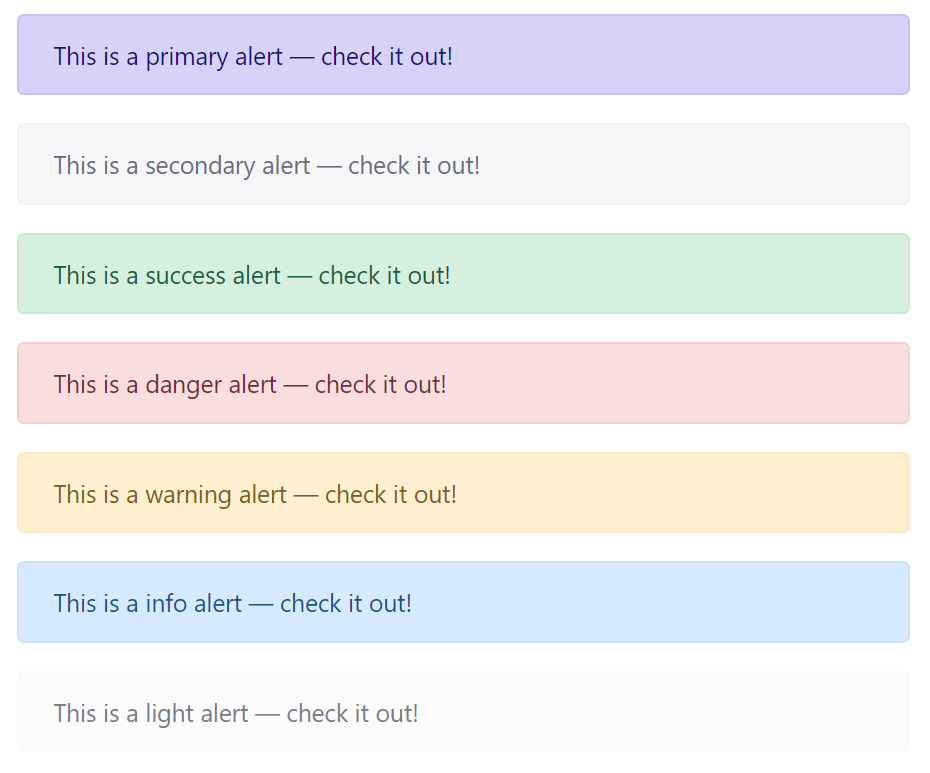 This is a primary alert — check it out!
This is a secondary alert — check it out!
This is a success alert — check it out!
This is a danger alert — check it out!
This is a warning alert — check it out!
This is a info alert — check it out!
This is a light alert — check it out!